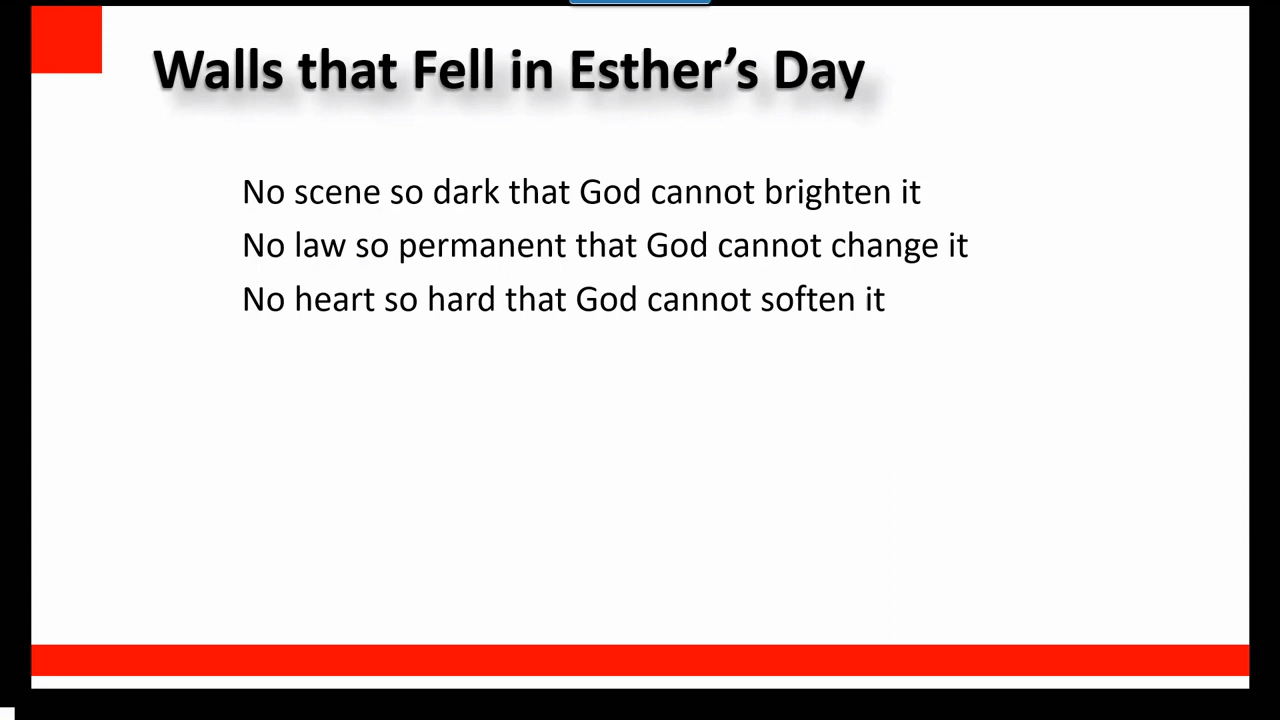 Walls that Fell in Esther’s Day
No scene so dark that God cannot brighten it
No law so permanent that God cannot change it
No heart so hard that God cannot soften it